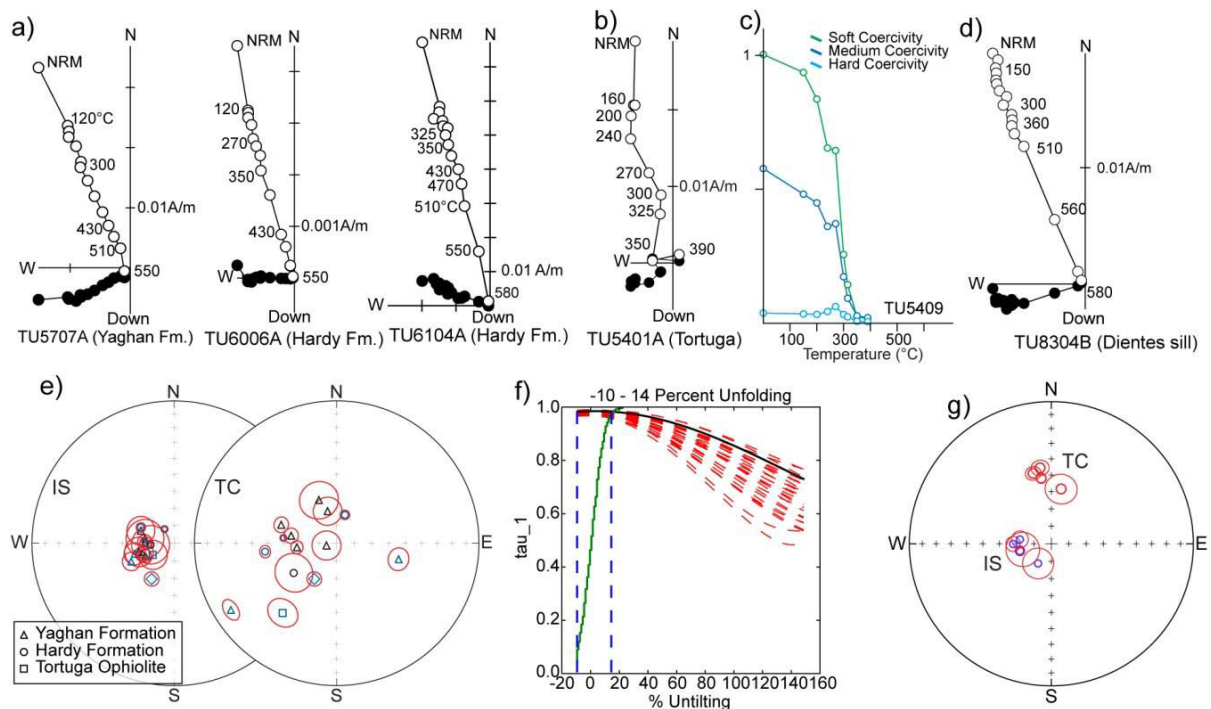 a)
N
NRM
120°C
300
0.01A/m
430
510
W
550
Down
TU5707A (Yaghan Fm.)
120
270
350
0.001A/m
430
W
550
Down
TU6006A (Hardy Fm.)
NRM
325
350
430
470
510°C
550
0.01 A/m
W
580
Down
TU6104A (Hardy Fm.)
b)
N
NRM
160
200
240
270
0.01A/m
300
325
350
390
W
Down
TU5401A (Tortuga)
c)
Soft Coercivity
Medium Coercivity
Hard Coercivity
1
TU5409
100 300 500
Temperature (°C)
d)
N
NRM
150
300
360
510
0.01A/m
560
W
580
Down
TU8304B (Dientes sill)
e)
N
IS
W
S
N
TC
E
S
Yaghan Formation
Hardy Formation
Tortuga Ophiolite
f)
-10 - 14 Percent Unfolding
tau_1
1.0
0.8
0.6
0.4
0.2
0.0
-20 0 20 40 60 80 100 120 140 160
% Untilting
g)
N
TC
W
E
IS
S